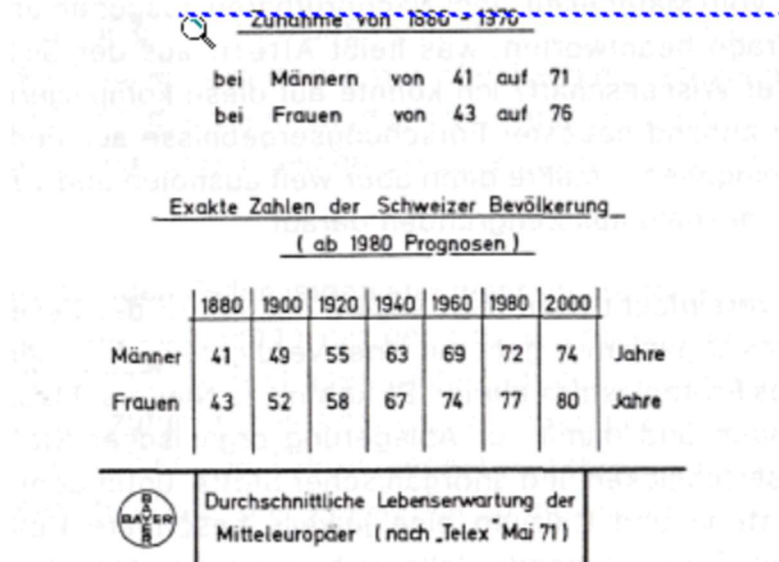 Zunahme von 1880 - 1970
bei Männern von 41 auf 71
bei Frauen von 43 auf 76
Exakte Zahlen der Schweizer Bevölkerung
( ab 1980 Prognosen )
1880 1900 1920 1940 1960 1980 2000
Männer 41 49 55 63 69 72 74 Jahre
Frauen 43 52 58 67 74 77 80 Jahre
BAYER
BAYER
Durchschnittliche Lebenserwartung der
Mitteleuropäer ( nach „Telex" Mai 71 )